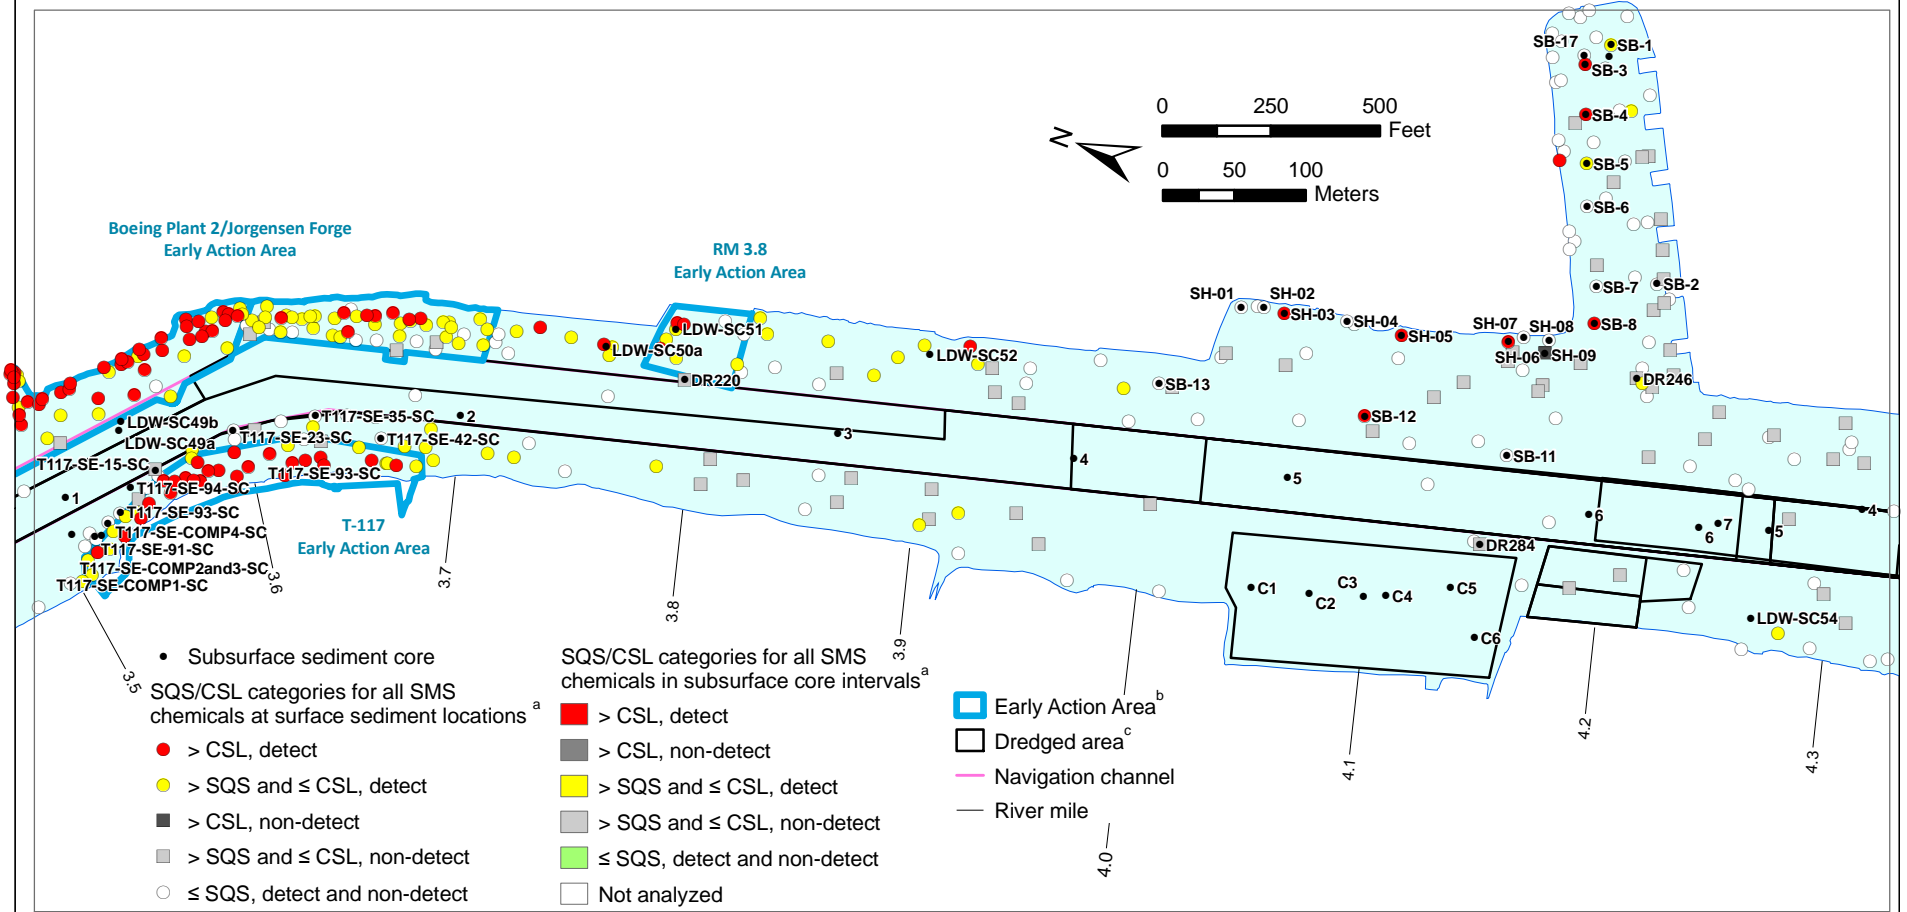 SB-17
SB-1
SB-3
SB-4
SB-5
SB-6
SB-7
SB-2
SB-8
0 250 500
Feet
0 50 100
Meters
N
Boeing Plant 2/Jorgensen Forge
Early Action Area
RM 3.8
Early Action Area
SH-01
SH-02
SH-03
SH-04
SH-05
SH-07
SH-08
SH-06
SH-09
LDW-SC51
LDW-SC50a
LDW-SC52
DR220
SB-13
DR246
SB-12
SB-11
LDW-SC49b
LDW-SC49a
T117-SE-35-SC
T117-SE-23-SC
T117-SE-42-SC
T117-SE-15-SC
T117-SE-93-SC
T117-SE-94-SC
T117-SE-93-SC
T117-SE-COMP4-SC
T117-SE-91-SC
T117-SE-COMP2and3-SC
T117-SE-COMP1-SC
T-117
Early Action Area
1
2
3
4
5
6
7
6
5
4
DR284
C1
C2
C3
C4
C5
C6
LDW-SC54
3.5
3.6
3.7
3.8
3.9
4.0
4.1
4.2
4.3
Subsurface sediment core
SQS/CSL categories for all SMS
chemicals at surface sediment locations a
> CSL, detect
> SQS and ≤ CSL, detect
> CSL, non-detect
> SQS and ≤ CSL, non-detect
≤ SQS, detect and non-detect
SQS/CSL categories for all SMS
chemicals in subsurface core intervals a
> CSL, detect
> CSL, non-detect
> SQS and ≤ CSL, detect
> SQS and ≤ CSL, non-detect
≤ SQS, detect and non-detect
Not analyzed
Early Action Area b
Dredged area c
Navigation channel
River mile